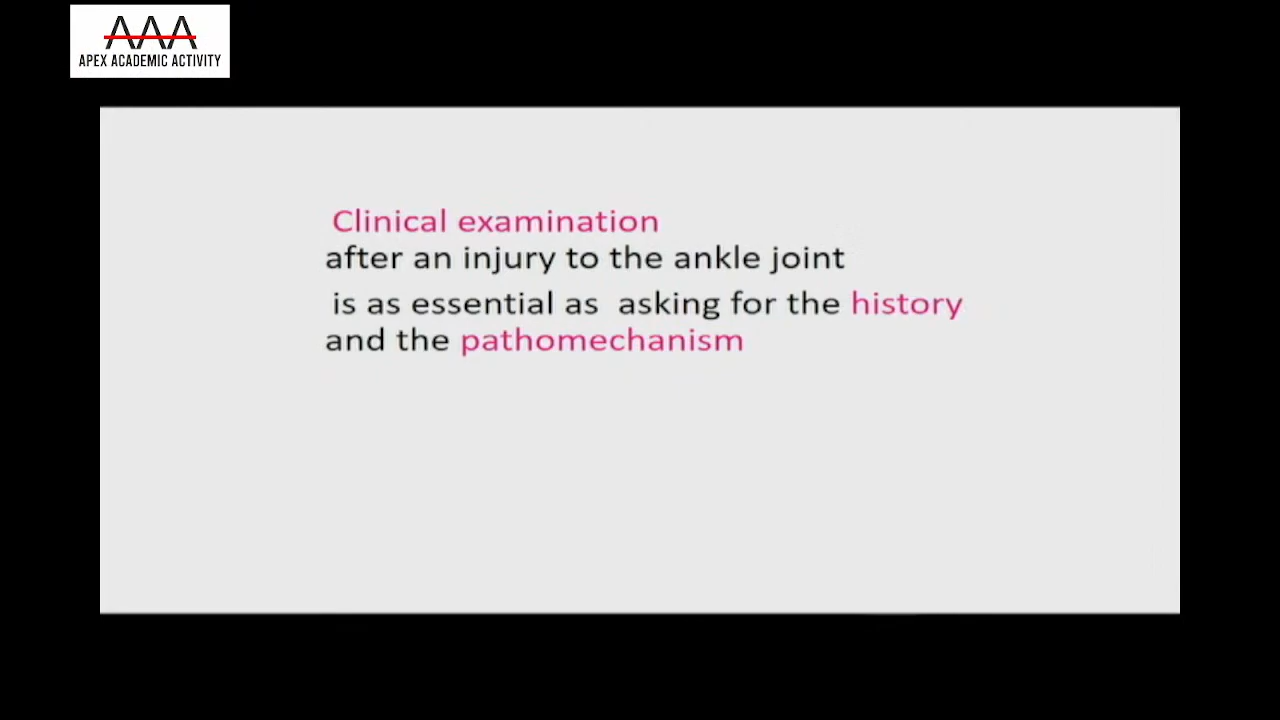 AAA
APEX ACADEMIC ACTIVITY
Clinical examination
after an injury to the ankle joint
is as essential as asking for the history
and the pathomechanism